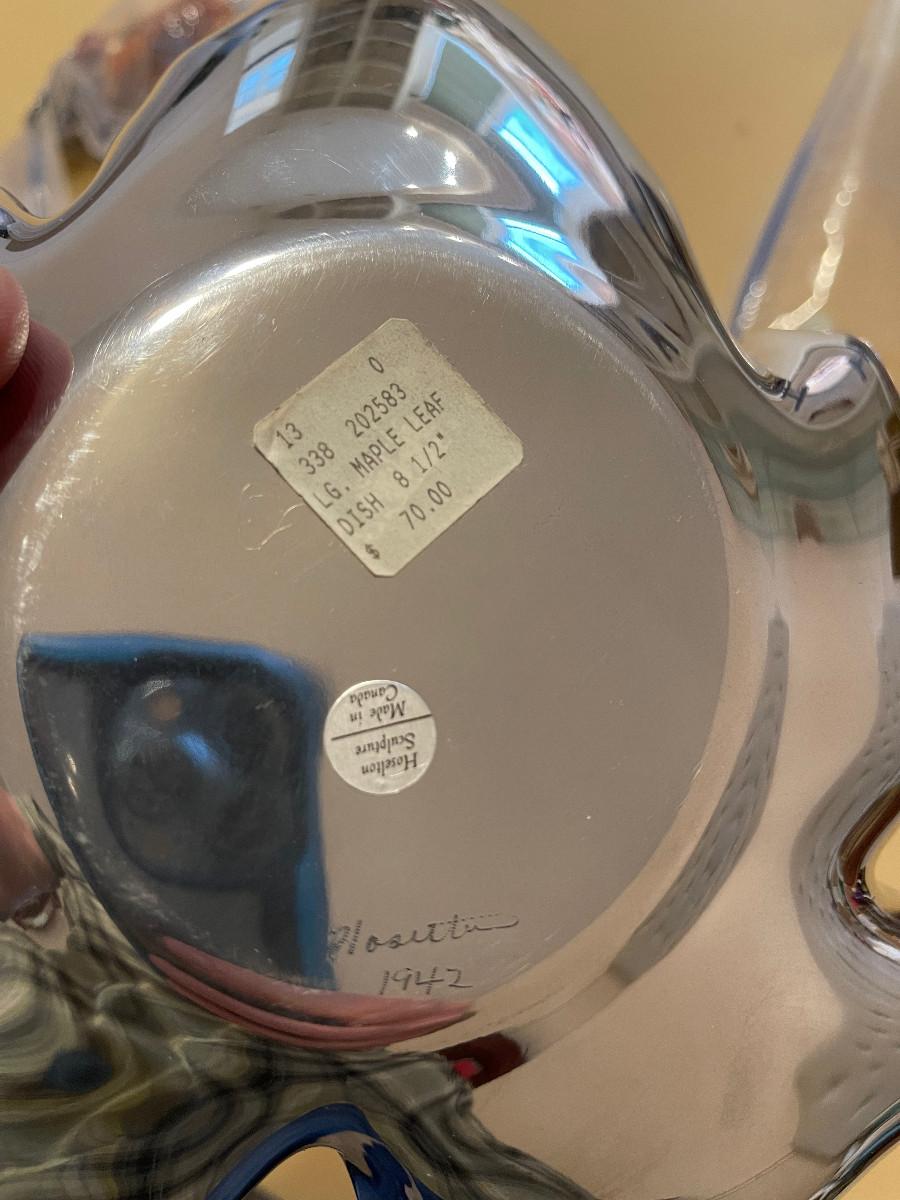 0
13
338 202583
LG. MAPLE LEAF
DISH 8 1/2"
$ 70.00
Hoselton
Sculpture
Made in
Canada
Hoselton
1942